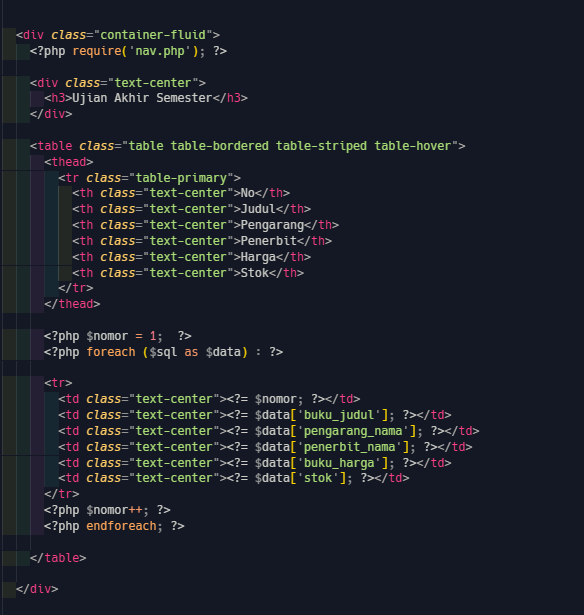 <div class="container-fluid">
<?php require('nav.php'); ?>
<div class="text-center">
<h3>Ujian Akhir Semester</h3>
</div>
<table class="table table-bordered table-striped table-hover">
<thead>
<tr class="table-primary">
<th class="text-center">No</th>
<th class="text-center">Judul</th>
<th class="text-center">Pengarang</th>
<th class="text-center">Penerbit</th>
<th class="text-center">Harga</th>
<th class="text-center">Stok</th>
</tr>
</thead>
<?php $nomor = 1;  ?>
<?php foreach ($sql as $data) : ?>
<tr>
<td class="text-center"><?= $nomor; ?></td>
<td class="text-center"><?= $data['buku_judul']; ?></td>
<td class="text-center"><?= $data['pengarang_nama']; ?></td>
<td class="text-center"><?= $data['penerbit_nama']; ?></td>
<td class="text-center"><?= $data['buku_harga']; ?></td>
<td class="text-center"><?= $data['stok']; ?></td>
</tr>
<?php $nomor++; ?>
<?php endforeach; ?>
</table>
</div>